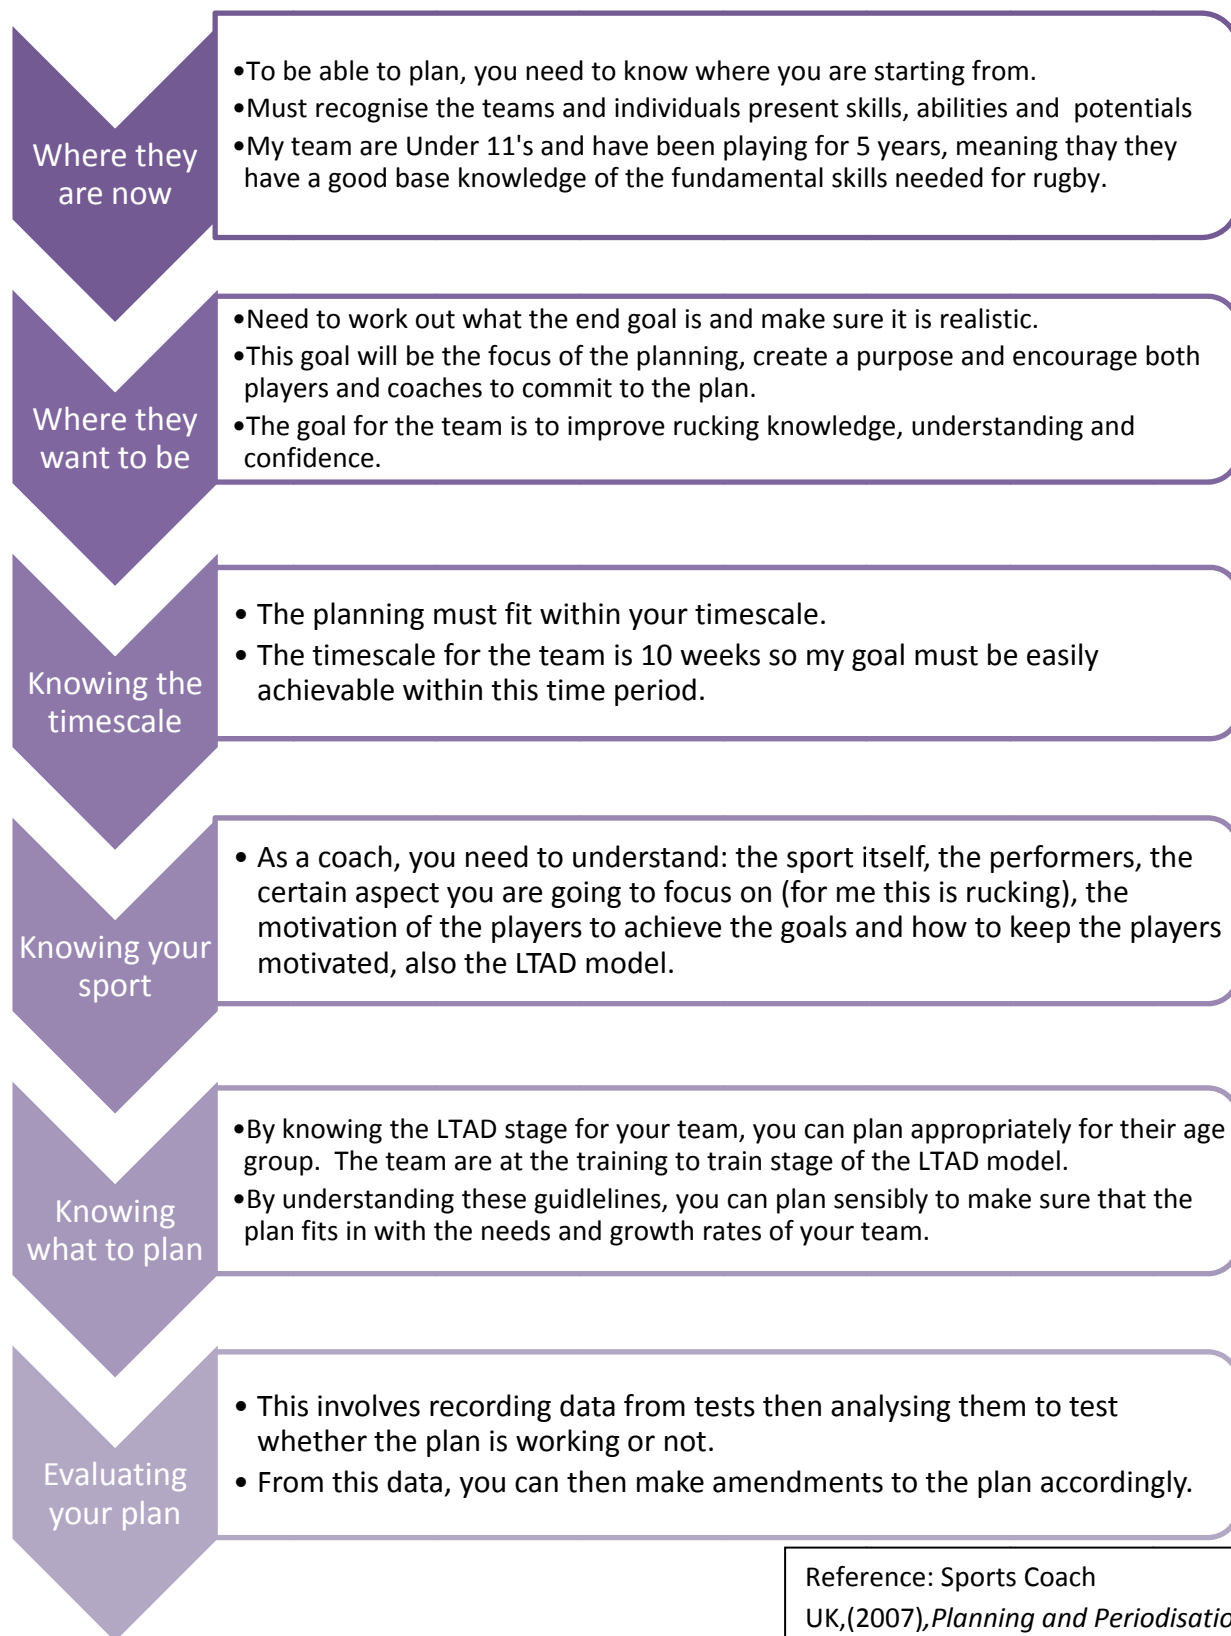 Where they
are now
•To be able to plan, you need to know where you are starting from.
•Must recognise the teams and individuals present skills, abilities and potentials
•My team are Under 11's and have been playing for 5 years, meaning thay they
have a good base knowledge of the fundamental skills needed for rugby.
Where they
want to be
•Need to work out what the end goal is and make sure it is realistic.
•This goal will be the focus of the planning, create a purpose and encourage both
players and coaches to commit to the plan.
•The goal for the team is to improve rucking knowledge, understanding and
confidence.
Knowing the
timescale
• The planning must fit within your timescale.
• The timescale for the team is 10 weeks so my goal must be easily
achievable within this time period.
Knowing your
sport
• As a coach, you need to understand: the sport itself, the performers, the
certain aspect you are going to focus on (for me this is rucking), the
motivation of the players to achieve the goals and how to keep the players
motivated, also the LTAD model.
Knowing
what to plan
•By knowing the LTAD stage for your team, you can plan appropriately for their age
group. The team are at the training to train stage of the LTAD model.
•By understanding these guidlelines, you can plan sensibly to make sure that the
plan fits in with the needs and growth rates of your team.
Evaluating
your plan
• This involves recording data from tests then analysing them to test
whether the plan is working or not.
• From this data, you can then make amendments to the plan accordingly.
Reference: Sports Coach
UK,(2007),Planning and Periodisatio